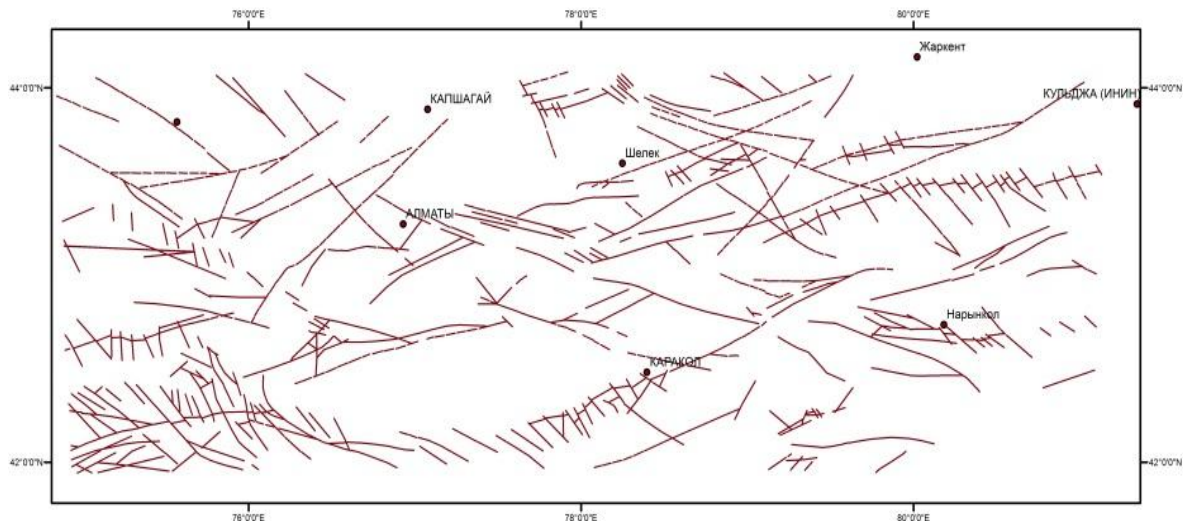 76°0'0"E 78°0'0"E 80°0'0"E
Жаркент
44°0'0"N 44°0'0"N
КАПШАГАЙ
КУЛЬДЖА (ИНИН)
Шелек
АЛМАТЫ
Нарынкол
КАРАКОЛ
42°0'0"N 42°0'0"N
76°0'0"E 78°0'0"E 80°0'0"E